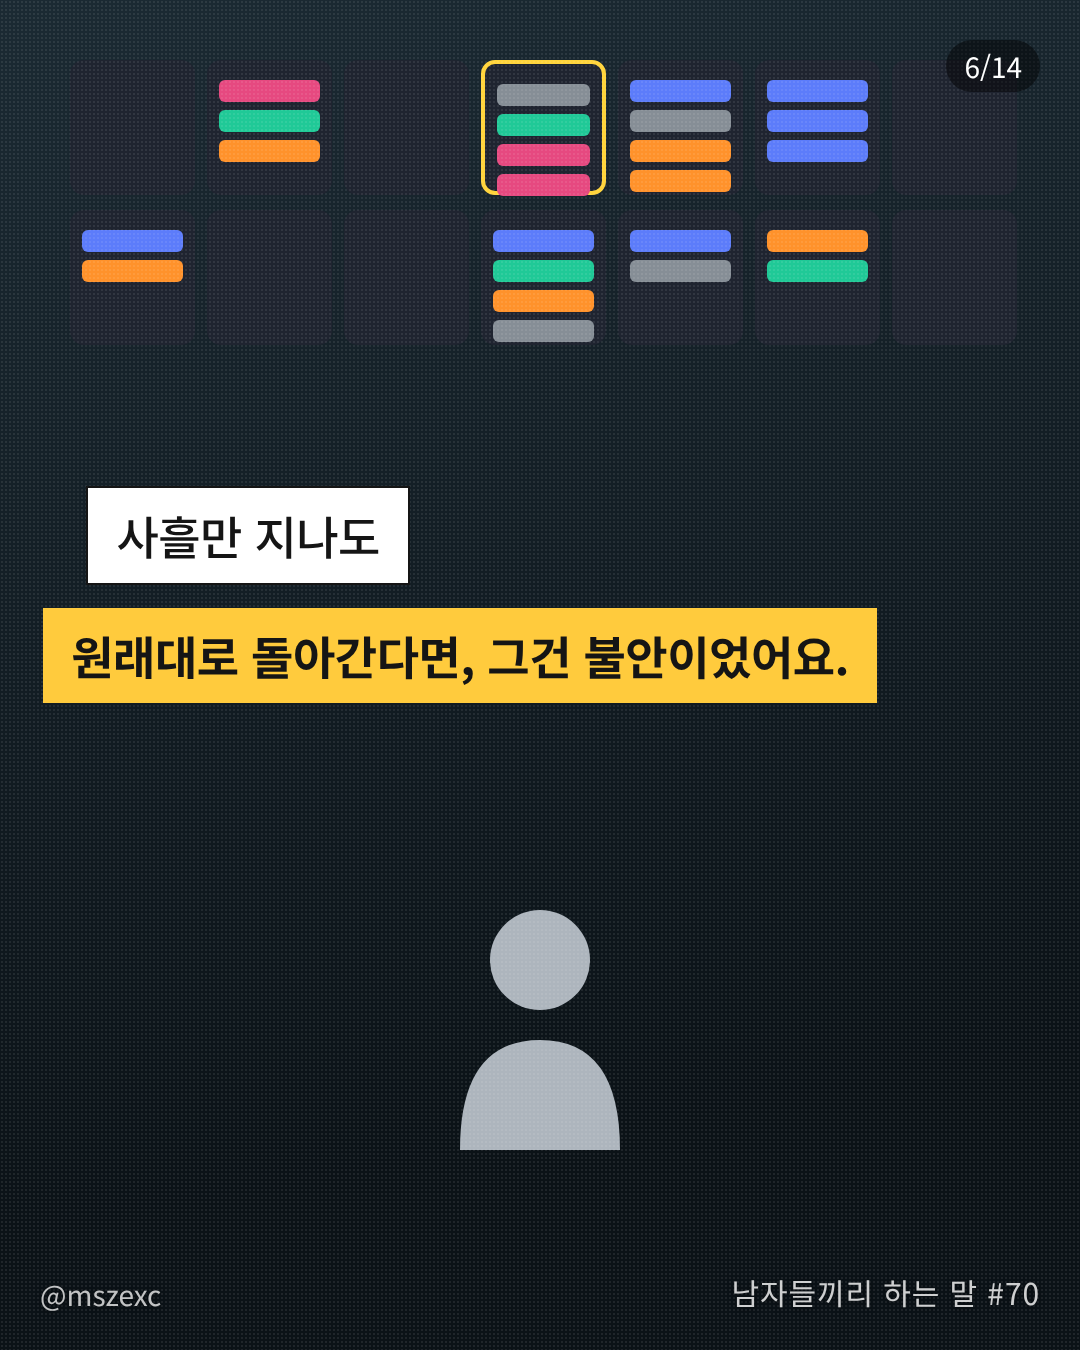 6/14
사흘만 지나도
원래대로 돌아간다면, 그건 불안이었어요.
@mszexc
남자들끼리 하는 말 #70